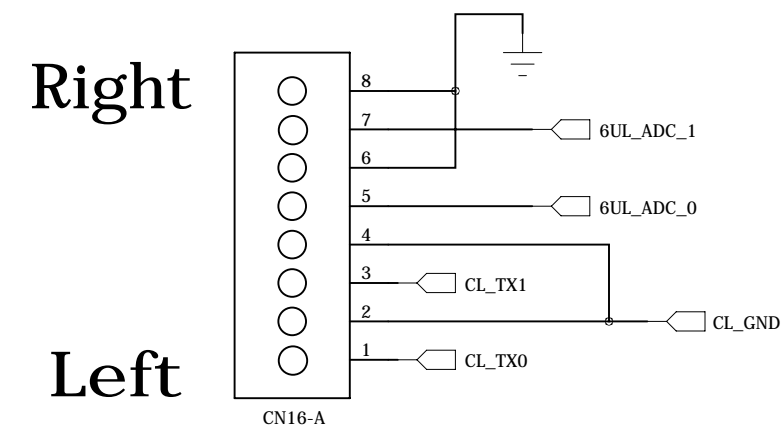 Right
8
7
6UL_ADC_1
6
5
6UL_ADC_0
4
3
CL_TX1
2
CL_GND
1
CL_TX0
Left
CN16-A